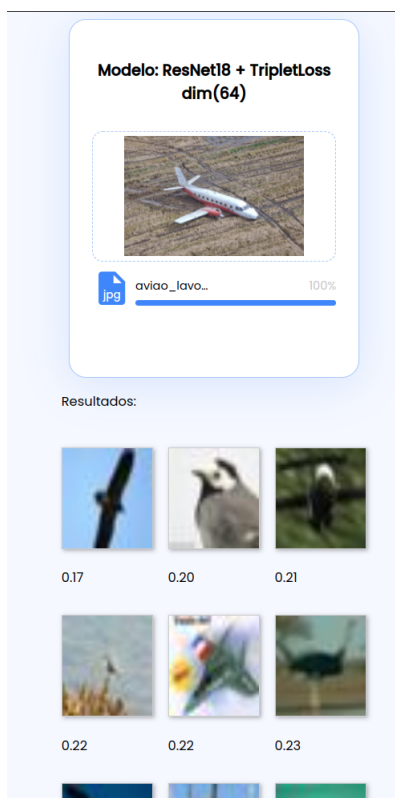 Modelo: ResNet18 + TripletLoss
dim(64)
jpg
aviao_lavo...
100%
Resultados:
0.17
0.20
0.21
0.22
0.22
0.23